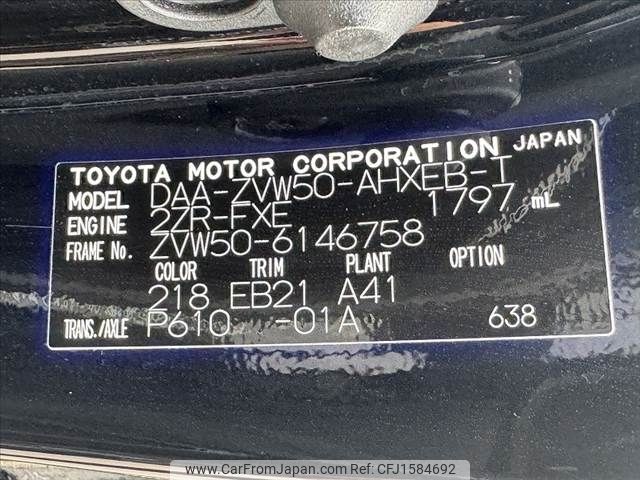 TOYOTA MOTOR CORPORATION JAPAN
MODEL DAA-ZVW50-AHXEB-T
ENGINE 2ZR-FXE 1797 mL
FRAME No. ZVW50-6146758
COLOR TRIM PLANT OPTION
218 EB21 A41
TRANS./AXLE P610 -01A 638
www.CarFromJapan.com - CFJ1584692